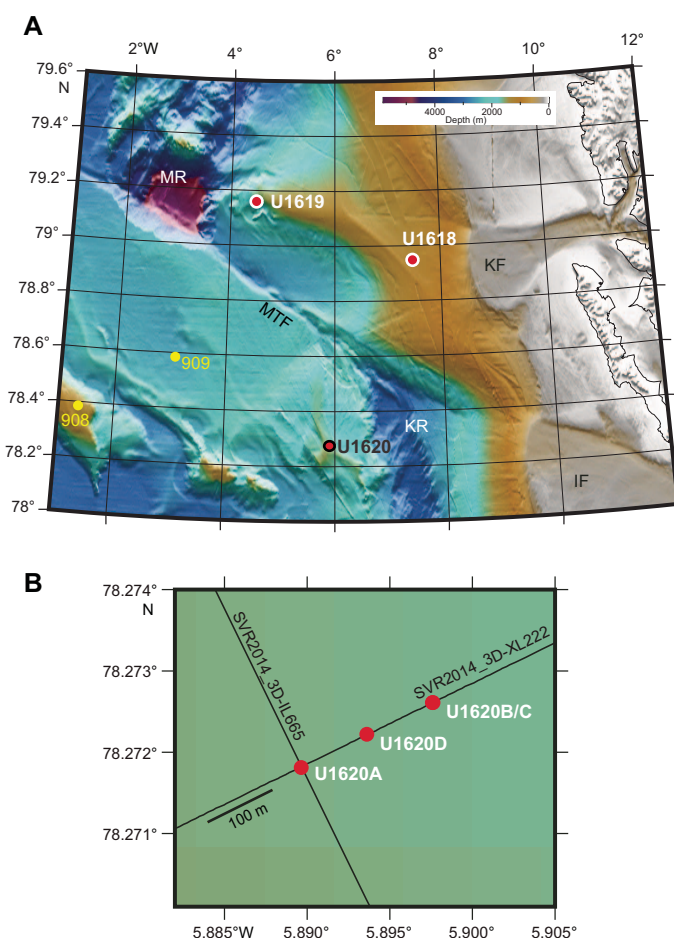 A
2°W
4°
6°
8°
10°
12°
79.6°
N
4000
2000
0
Depth (m)
79.4°
79.2°
MR
U1619
79°
U1618
KF
78.8°
MTF
78.6°
909
78.4°
908
KR
U1620
78.2°
IF
78°
B
78.274°
N
SVR2014_3D-IL665
SVR2014_3D-XL222
78.273°
U1620B/C
U1620D
78.272°
U1620A
100 m
78.271°
5.885°W
5.890°
5.895°
5.900°
5.905°